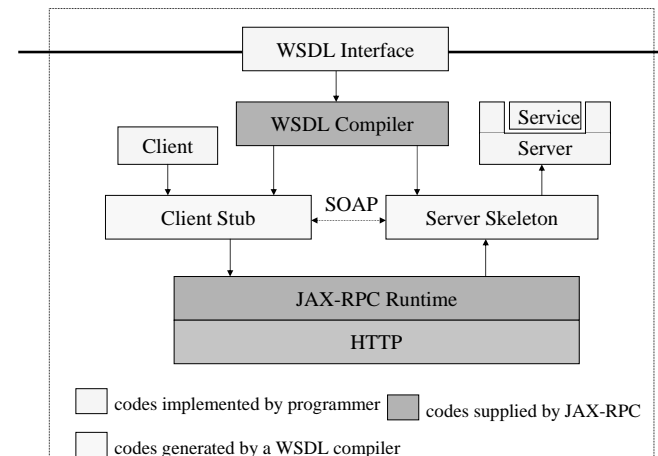 WSDL Interface
WSDL Compiler
Service
Client
Server
SOAP
Client Stub
Server Skeleton
JAX-RPC Runtime
HTTP
codes implemented by programmer
codes supplied by JAX-RPC
codes generated by a WSDL compiler